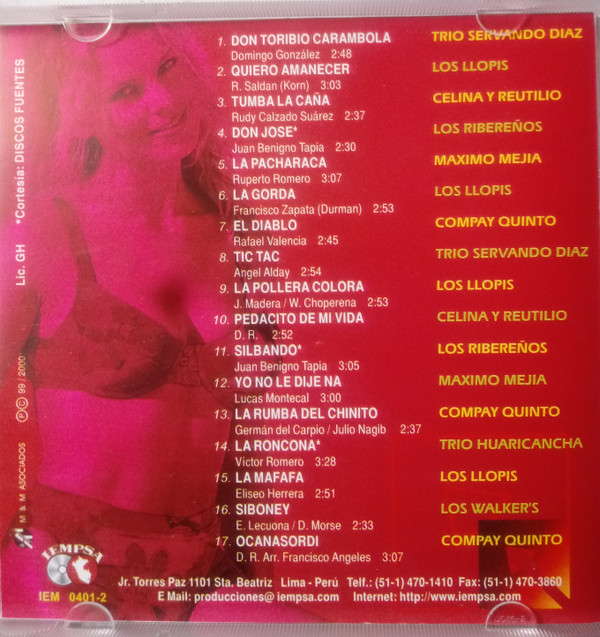 1. DON TORIBIO CARAMBOLA TRIO SERVANDO DIAZ
Domingo González 2:48
2. QUIERO AMANECER LOS LLOPIS
R. Saldan (Korn) 3:03
3. TUMBA LA CAÑA CELINA Y REUTILIO
Rudy Calzado Suárez 2:37
4. DON JOSE* LOS RIBEREÑOS
Juan Benigno Tapia 2:30
5. LA PACHARACA MAXIMO MEJIA
Ruperto Romero 3:07
6. LA GORDA LOS LLOPIS
Francisco Zapata (Durman) 2:53
7. EL DIABLO COMPAY QUINTO
Rafael Valencia 2:45
8. TIC TAC TRIO SERVANDO DIAZ
Angel Alday 2:54
9. LA POLLERA COLORA LOS LLOPIS
J. Madera / W. Choperena 2:53
10. PEDACITO DE MI VIDA CELINA Y REUTILIO
D. R. 2:52
11. SILBANDO* LOS RIBEREÑOS
Juan Benigno Tapia 3:05
12. YO NO LE DIJE NA MAXIMO MEJIA
Lucas Montecal 3:00
13. LA RUMBA DEL CHINITO COMPAY QUINTO
Germán del Carpio / Julio Nagib 2:37
14. LA RONCONA* TRIO HUARICANCHA
Victor Romero 3:28
15. LA MAFAFA LOS LLOPIS
Eliseo Herrera 2:51
16. SIBONEY LOS WALKER'S
E. Lecuona / D. Morse 2:33
17. OCANASORDI COMPAY QUINTO
D. R. Arr. Francisco Angeles 3:07
M & M ASOCIADOS Ⓟ © 99 / 2000 Lic. GH *Cortesía: DISCOS FUENTES
IEMPSA
IEM 0401-2
Jr. Torres Paz 1101 Sta. Beatriz Lima - Perú Telf.: (51-1) 470-1410 Fax: (51-1) 470-3860
E Mail: producciones@iempsa.com Internet: http://www.iempsa.com